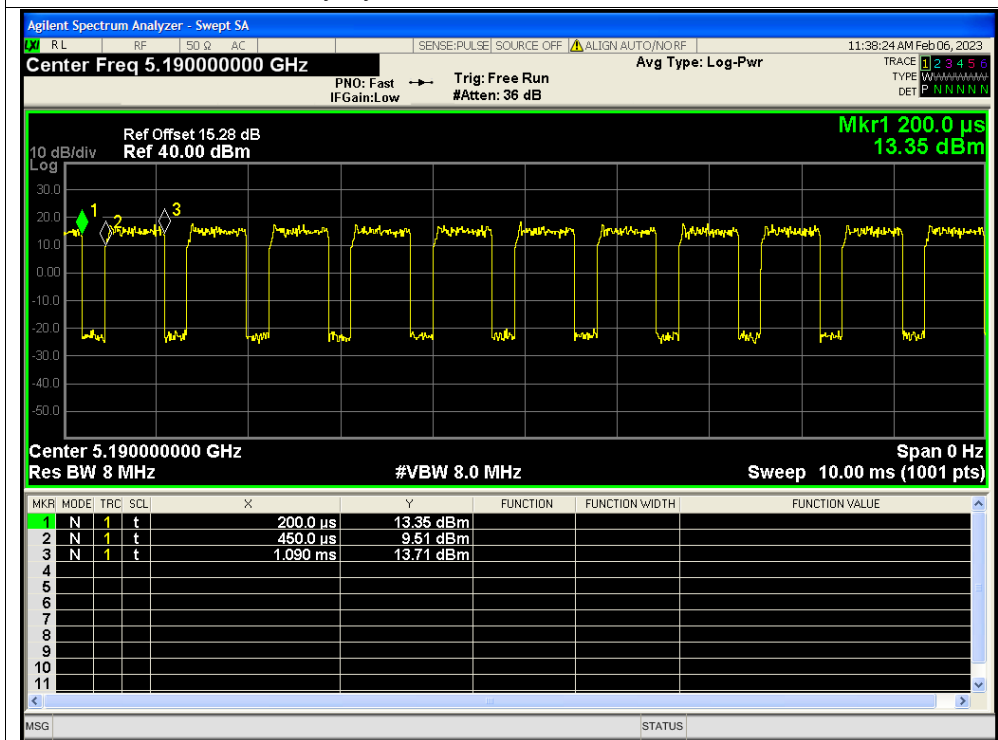 Agilent Spectrum Analyzer - Swept SA
LXI RL RF 50 Ω AC SENSE:PULSE SOURCE OFF ALIGN AUTO/NO RF 11:38:24 AM Feb 06, 2023
Center Freq 5.190000000 GHz Avg Type: Log-Pwr TRACE 1 2 3 4 5 6
PNO: Fast Trig: Free Run TYPE WWWWWW
IFGain:Low #Atten: 36 dB DET P N N N N N
Mkr1 200.0 µs
13.35 dBm
Ref Offset 15.28 dB
10 dB/div Ref 40.00 dBm
Log
30.0
20.0
10.0
0.00
-10.0
-20.0
-30.0
-40.0
-50.0
1
2
3
Center 5.190000000 GHz Span 0 Hz
Res BW 8 MHz #VBW 8.0 MHz Sweep 10.00 ms (1001 pts)
MKR MODE TRC SCL X Y FUNCTION FUNCTION WIDTH FUNCTION VALUE
1 N 1 t 200.0 µs 13.35 dBm
2 N 1 t 450.0 µs 9.51 dBm
3 N 1 t 1.090 ms 13.71 dBm
4
5
6
7
8
9
10
11
MSG STATUS